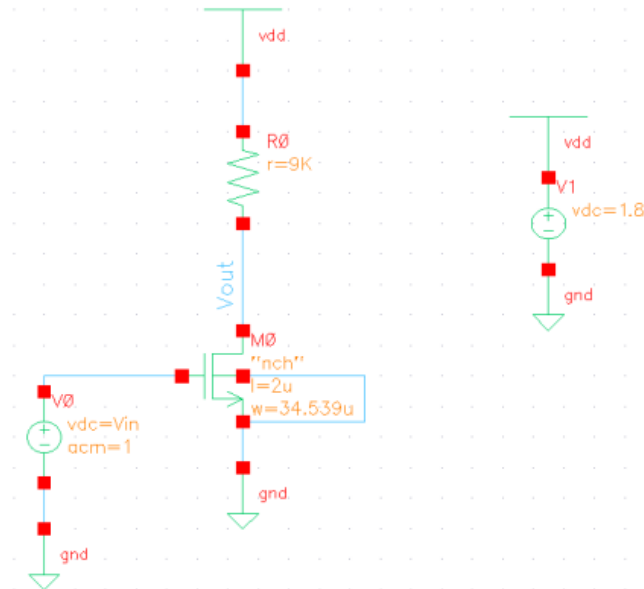 vdd
R0
r=9K
vdd
V1
vdc=1.8
gnd
Vout
M0
"nch"
l=2u
w=34.539u
V0
vdc=Vin
acm=1
gnd
gnd